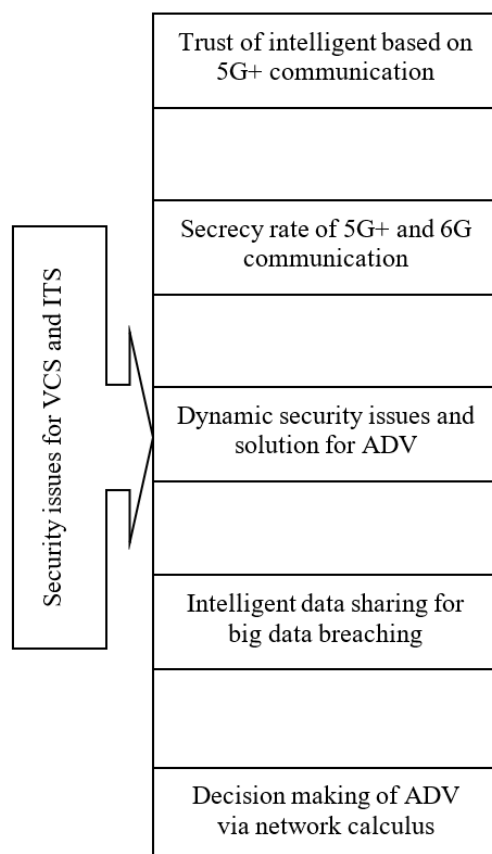 Trust of intelligent based on
5G+ communication
Secrecy rate of 5G+ and 6G
communication
Security issues for VCS and ITS
Dynamic security issues and
solution for ADV
Intelligent data sharing for
big data breaching
Decision making of ADV
via network calculus